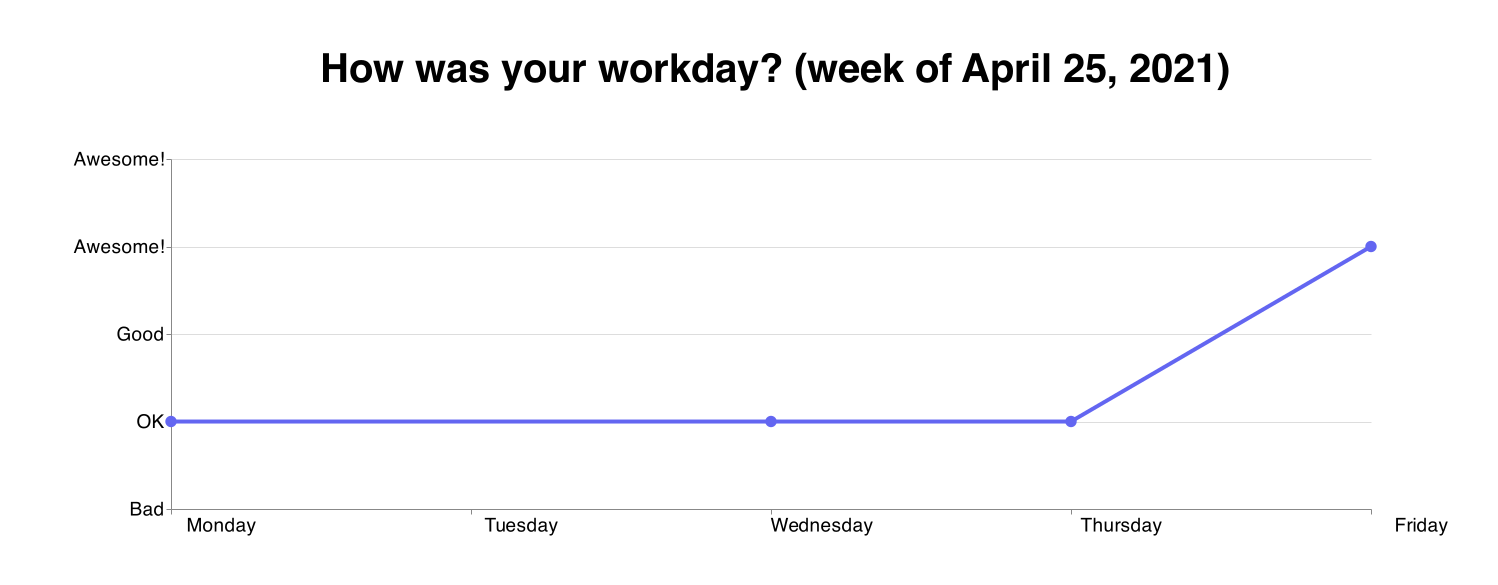 How was your workday? (week of April 25, 2021)
Awesome!
Awesome!
Good
OK
Bad
Monday Tuesday Wednesday Thursday Friday